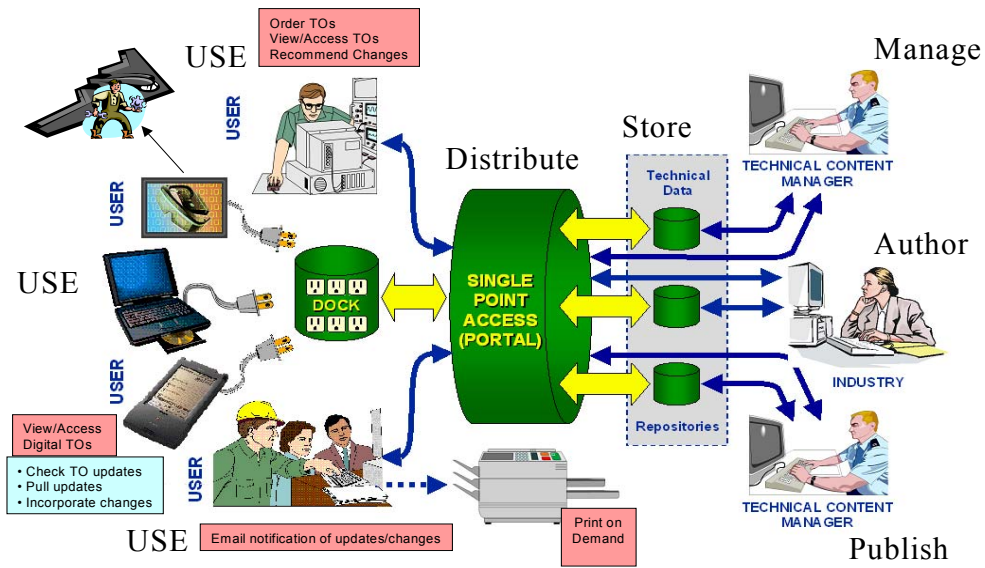 Order TOs
View/Access TOs
Recommend Changes
USE
USER
Manage
TECHNICAL CONTENT
MANAGER
Store
Distribute
Technical
Data
USER
USE
DOCK
SINGLE
POINT
ACCESS
(PORTAL)
Author
INDUSTRY
USER
View/Access
Digital TOs
• Check TO updates
• Pull updates
• Incorporate changes
USER
Repositories
TECHNICAL CONTENT
MANAGER
Publish
USE
Email notification of updates/changes
Print on
Demand